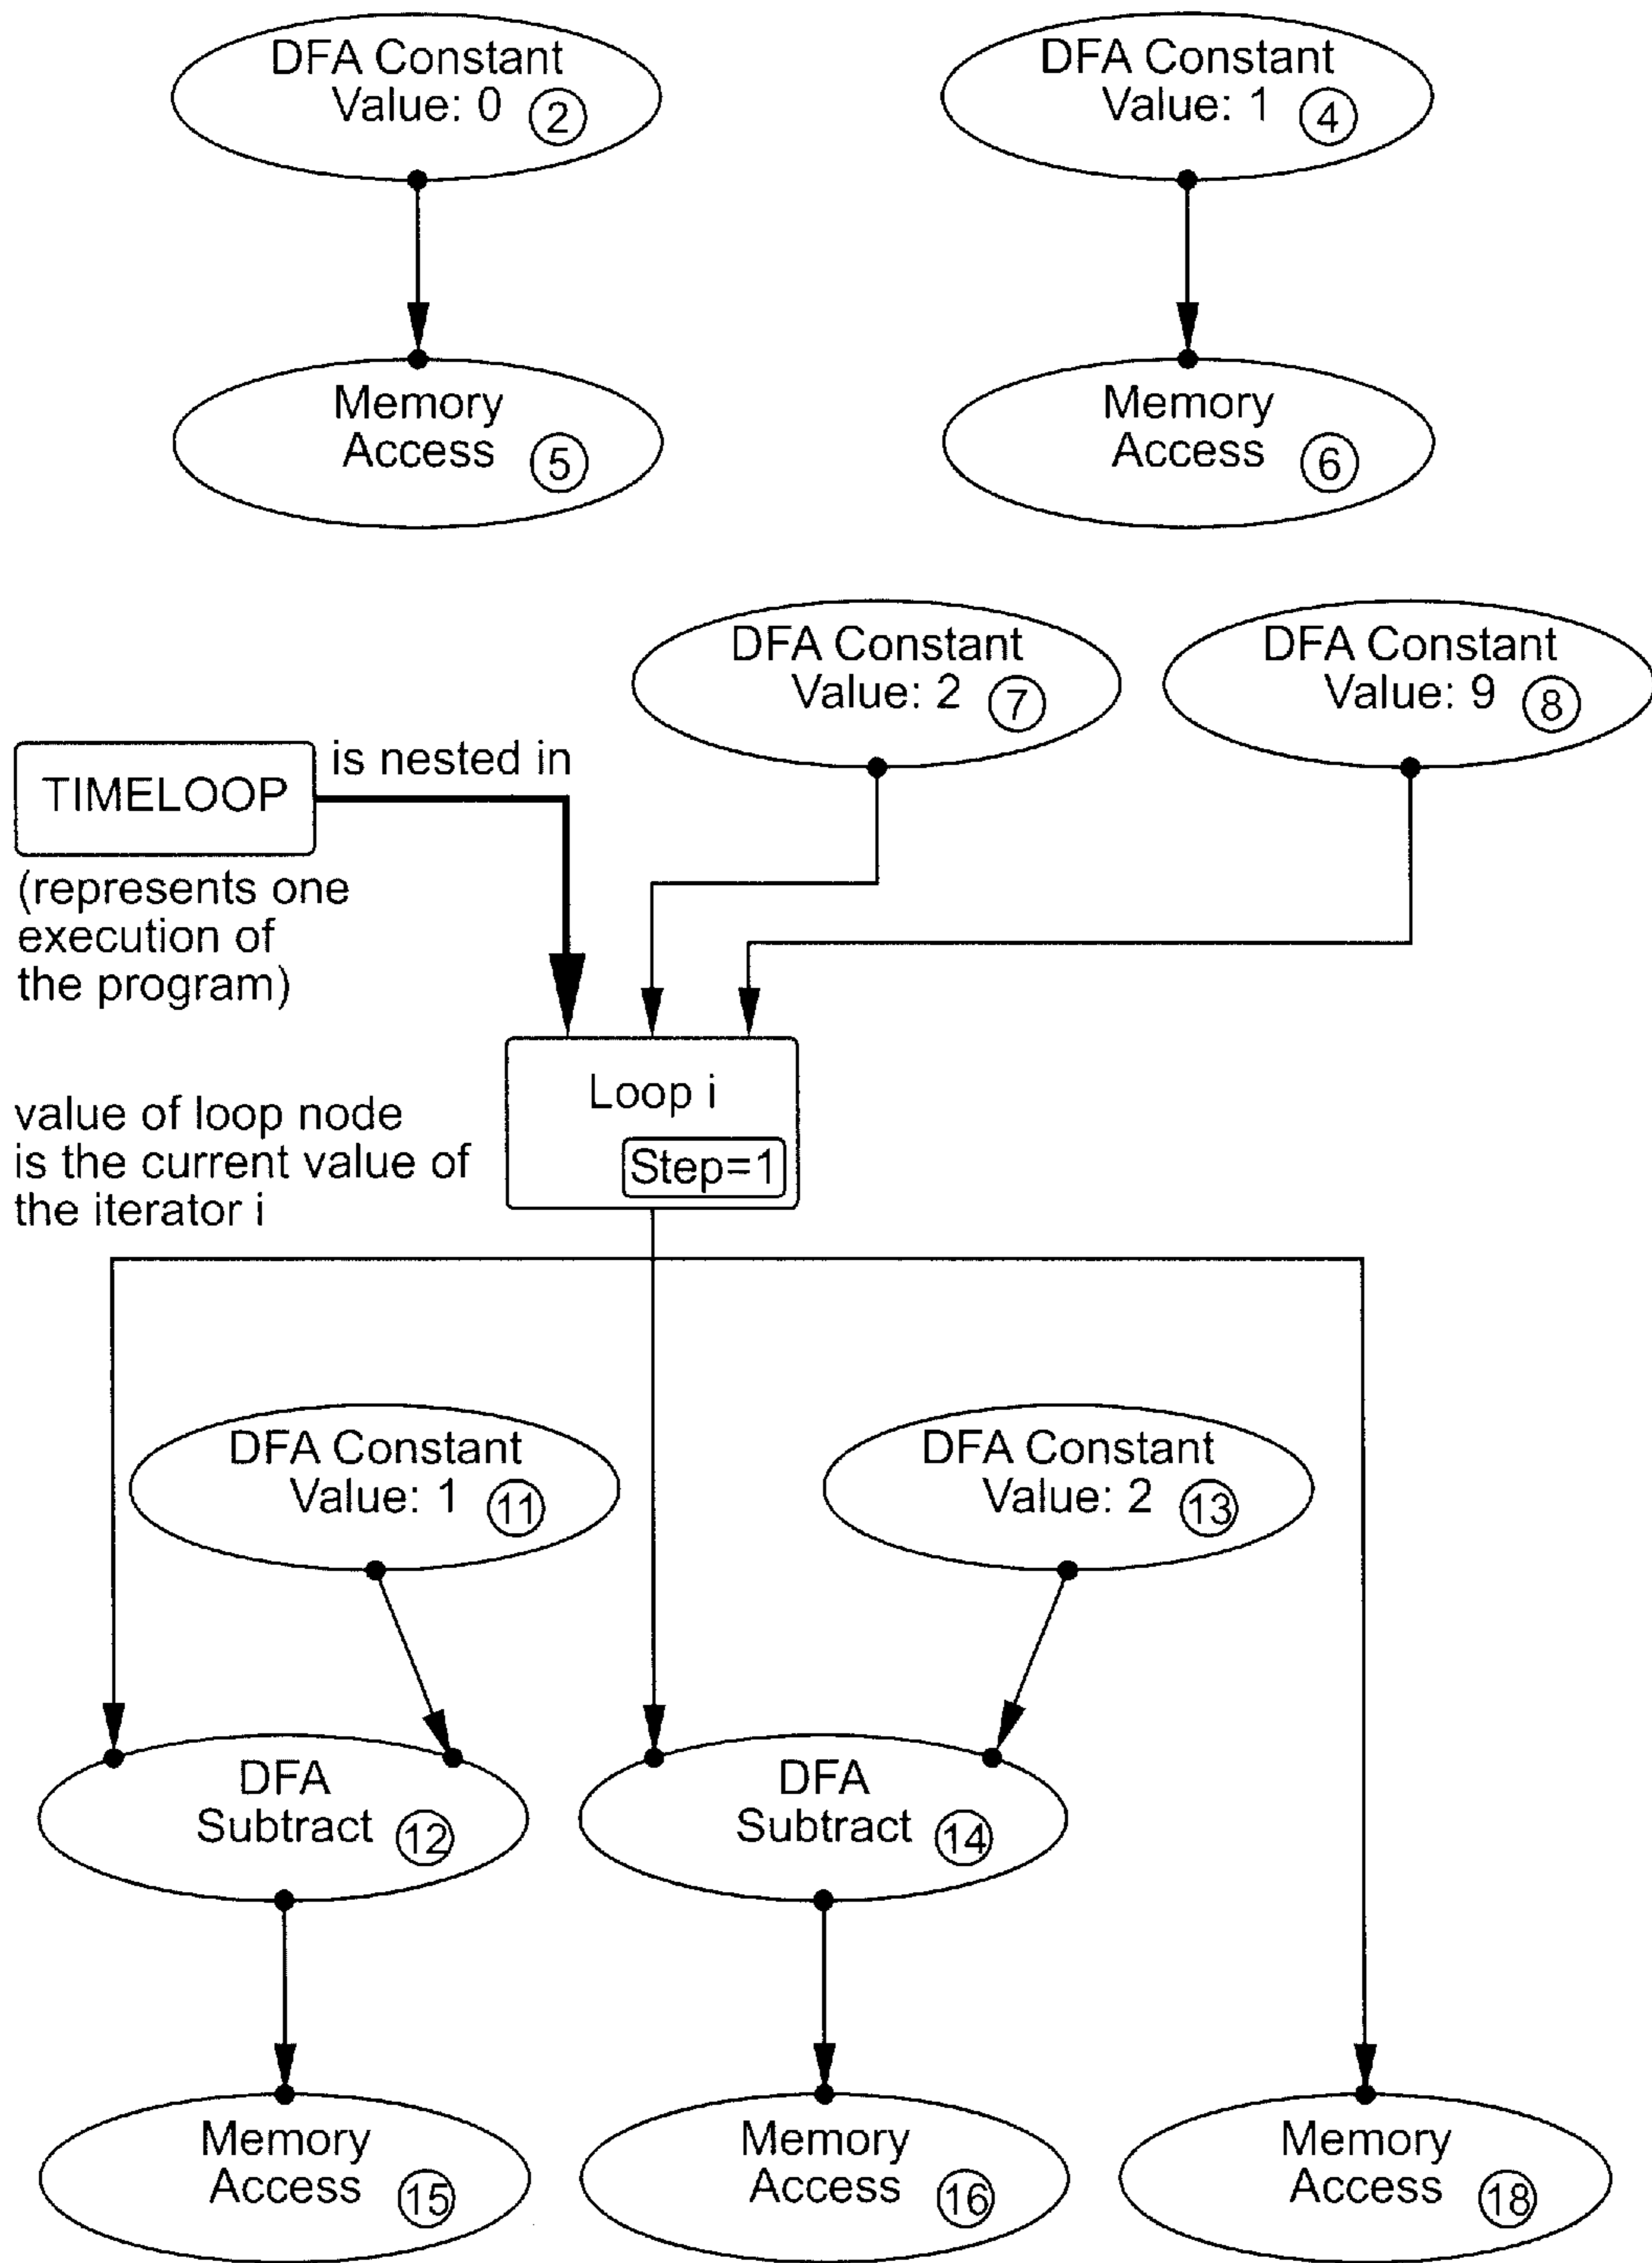 DFA Constant
Value: 0 2
DFA Constant
Value: 1 4
Memory
Access 5
Memory
Access 6
DFA Constant
Value: 2 7
DFA Constant
Value: 9 8
TIMELOOP
is nested in
(represents one
execution of
the program)
Loop i
Step=1
value of loop node
is the current value of
the iterator i
DFA Constant
Value: 1 11
DFA Constant
Value: 2 13
DFA
Subtract 12
DFA
Subtract 14
Memory
Access 15
Memory
Access 16
Memory
Access 18